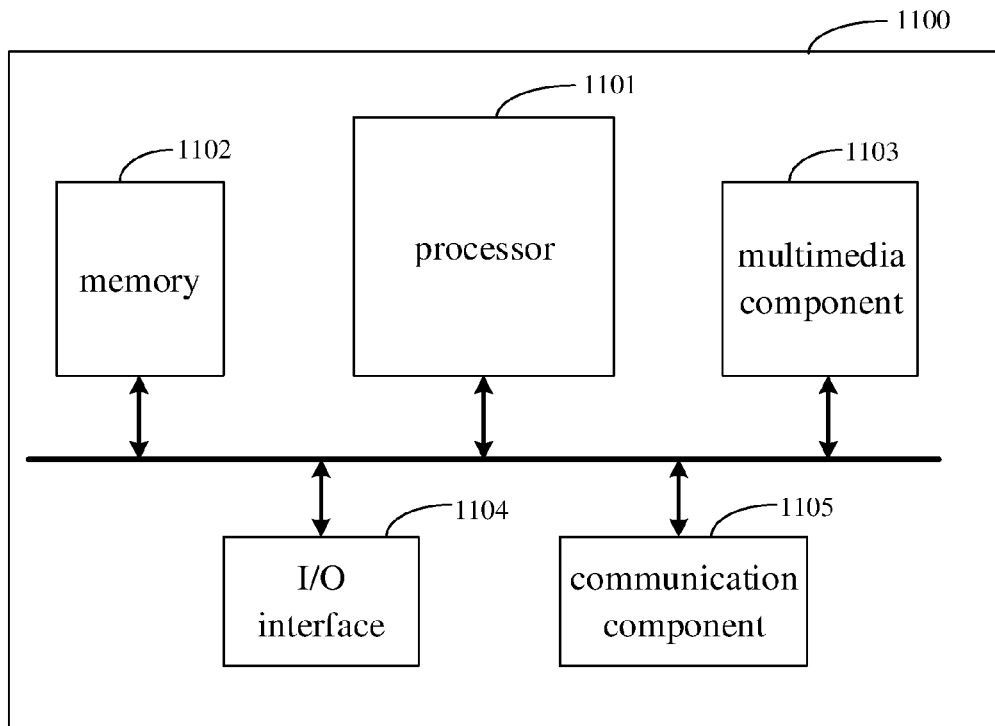 1100
1101
1102
1103
processor
memory
multimedia
component
1104
1105
I/O
interface
communication
component